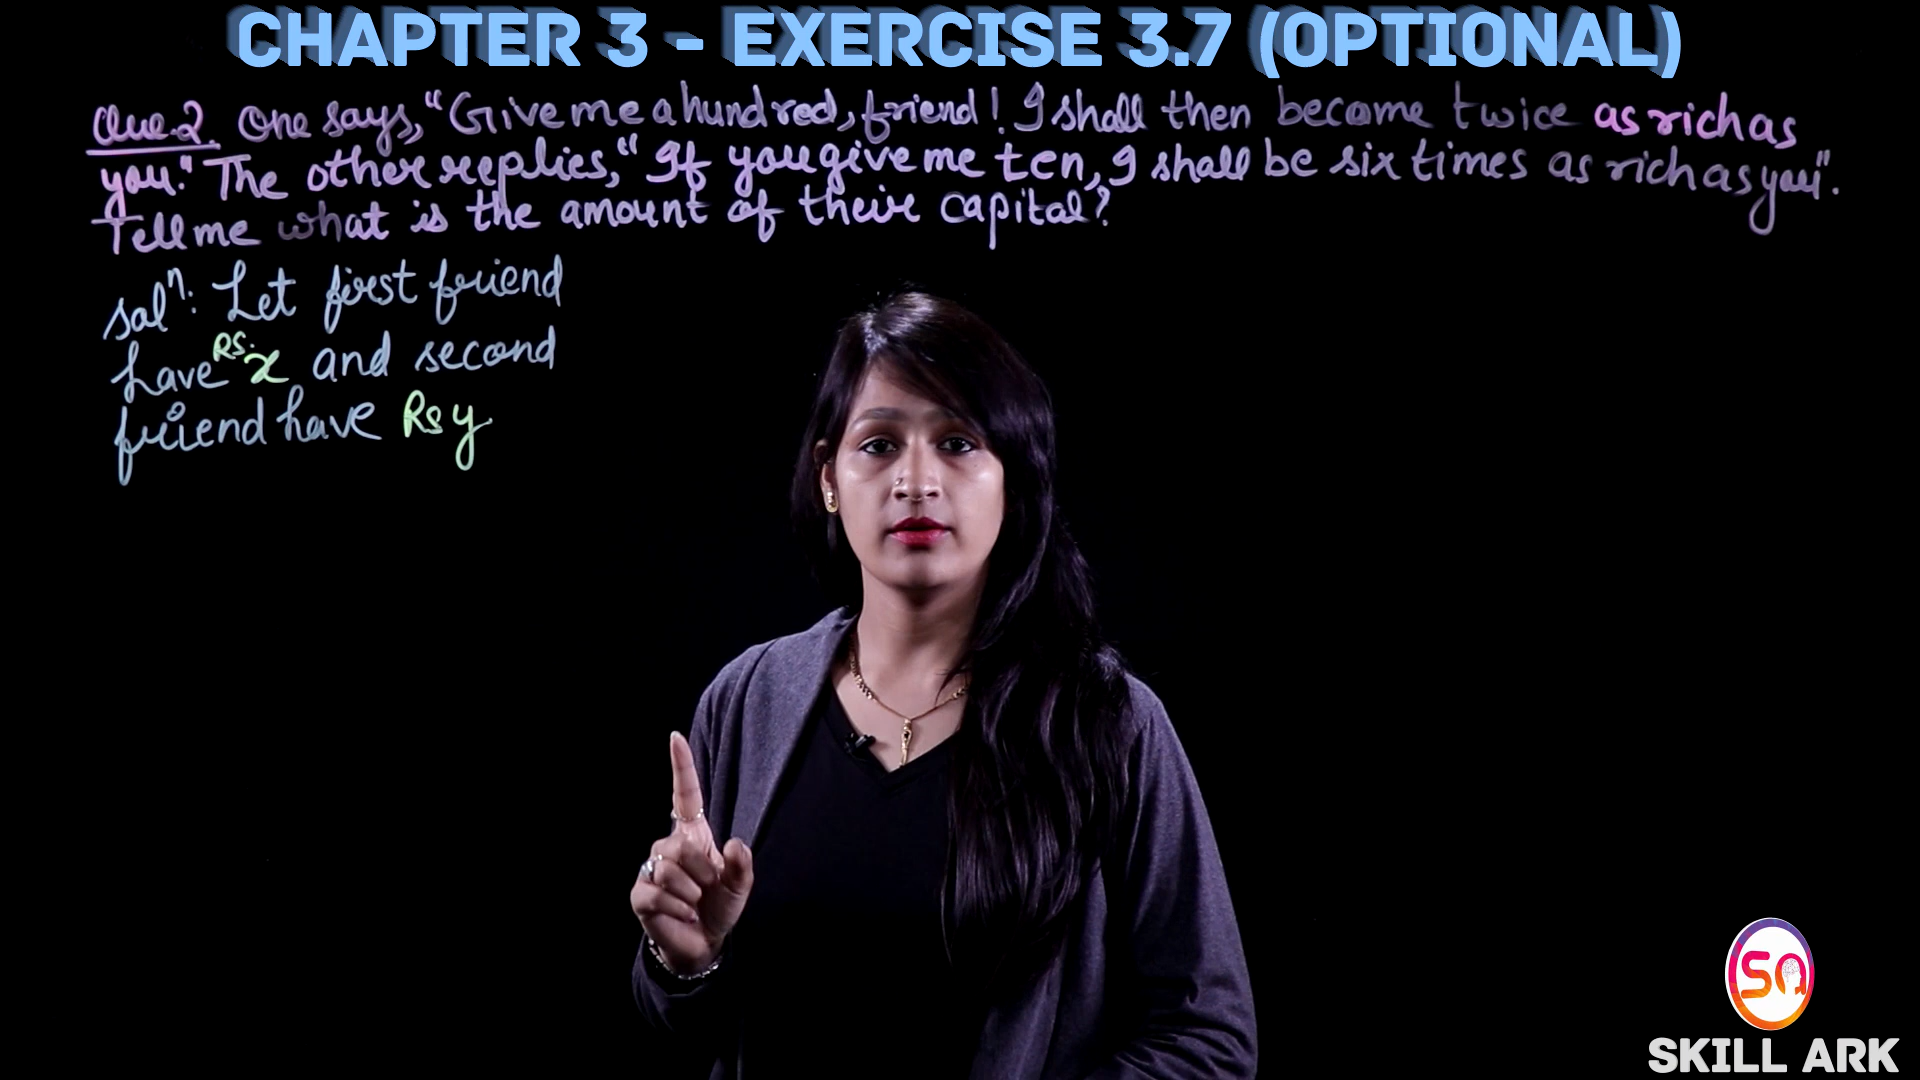 CHAPTER 3 - EXERCISE 3.7 (OPTIONAL)
Que.2. One says, "Give me a hundred, friend! I shall then become twice as rich as
you." The other replies, "If you give me ten, I shall be six times as rich as you".
Tell me what is the amount of their capital?
solⁿ: Let first friend
have Rs. x and second
friend have Rs y
SA
SKILL ARK